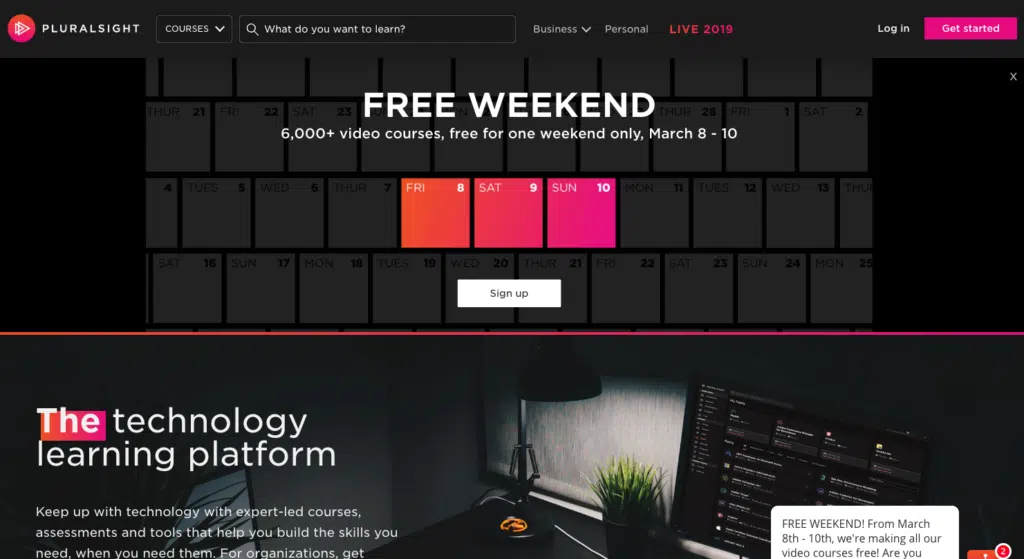 PLURALSIGHT
COURSES
What do you want to learn?
Business
Personal
LIVE 2019
Log in
Get started
X
FREE WEEKEND
6,000+ video courses, free for one weekend only, March 8 - 10
THUR 21
FRI 22
SAT 23
THUR 26
FRI 1
SAT 2
4
TUES 5
WED 6
THUR 7
FRI 8
SAT 9
SUN 10
MON 11
TUES 12
WED 13
THU
SAT 16
SUN 17
MON 18
TUES 19
WED 20
THUR 21
FRI 22
SAT 23
SUN 24
MON 25
Sign up
The technology
learning platform
Keep up with technology with expert-led courses,
assessments and tools that help you build the skills you
need, when you need them. For organizations, get
FREE WEEKEND! From March
8th - 10th, we're making all our
video courses free! Are you
2